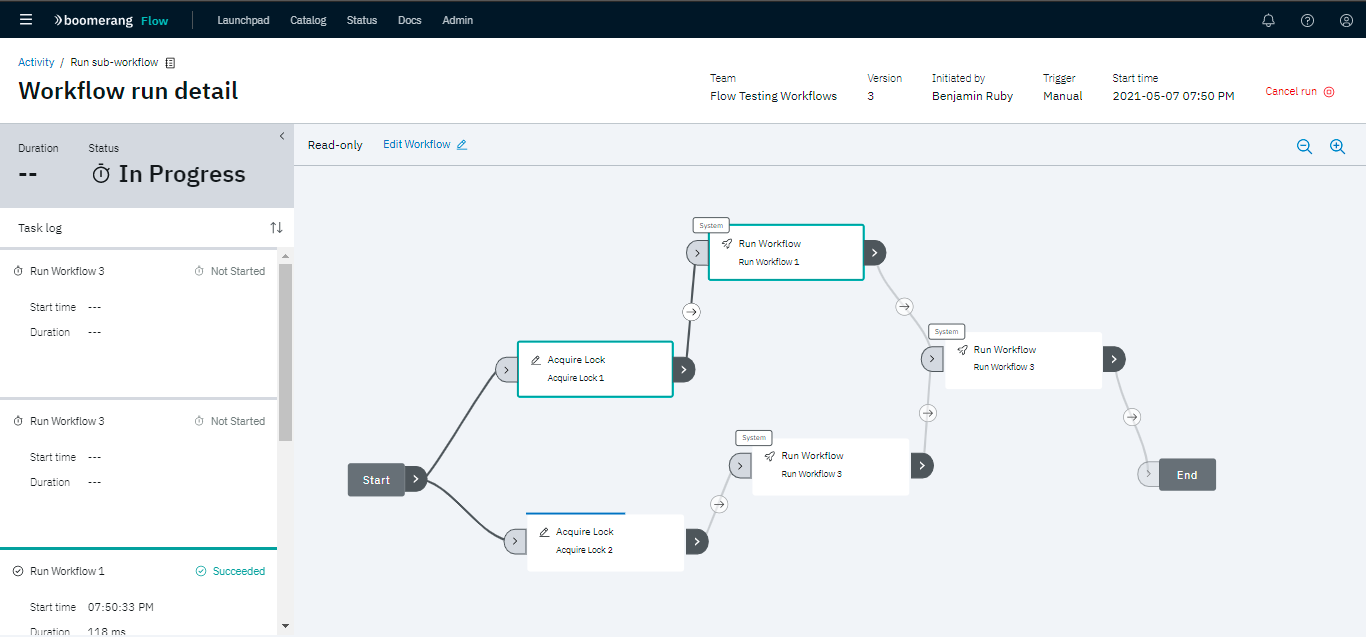 boomerang Flow
Launchpad
Catalog
Status
Docs
Admin
Activity / Run sub-workflow
Workflow run detail
Team
Flow Testing Workflows
Version
3
Initiated by
Benjamin Ruby
Trigger
Manual
Start time
2021-05-07 07:50 PM
Cancel run
Duration
--
Status
In Progress
Task log
Run Workflow 3
Not Started
Start time ---
Duration ---
Run Workflow 3
Not Started
Start time ---
Duration ---
Run Workflow 1
Succeeded
Start time 07:50:33 PM
Duration 118 ms
Read-only
Edit Workflow
System
Run Workflow
Run Workflow 1
System
Run Workflow
Run Workflow 3
Acquire Lock
Acquire Lock 1
System
Run Workflow
Run Workflow 3
Start
End
Acquire Lock
Acquire Lock 2